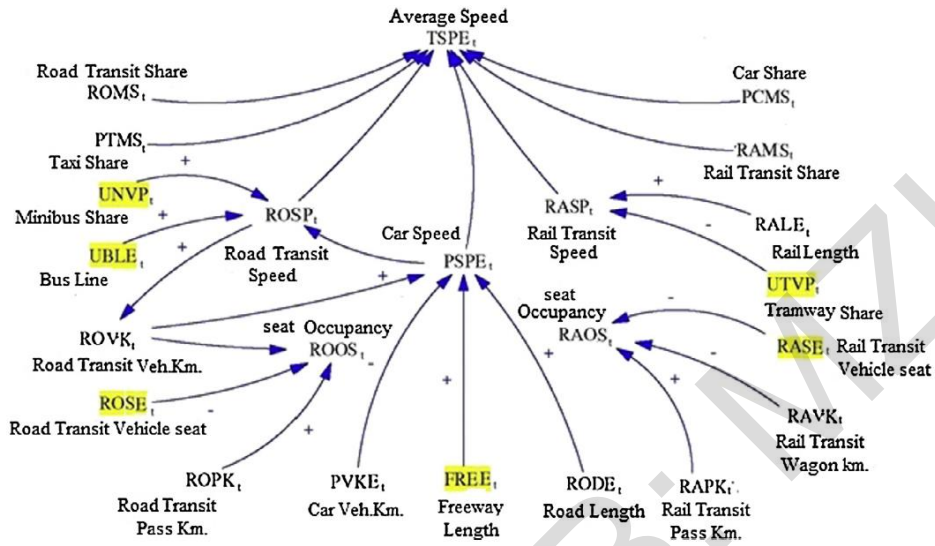 Average Speed
TSPEt
Road Transit Share
ROMSt
Car Share
PCMSt
PTMSt
Taxi Share
RAMSt
Rail Transit Share
+
UNVPt
+
Minibus Share
+
ROSPt
RASPt
-
RALEt
UBLEt
+
Car Speed
Rail Length
Bus Line
Road Transit
Speed
PSPEt
Rail Transit
Speed
UTVPt
Tramway Share
+
seat
Occupancy
-
ROVKt
seat Occupancy
ROOSt
-
RAOSt
RASEt Rail Transit
Vehicle seat
Road Transit Veh.Km.
+
-
ROSEt
-
+
+
RAVKt
Road Transit Vehicle seat
+
Rail Transit
Wagon km.
ROPKt
Road Transit
Pass Km.
PVKEt
Car Veh.Km.
FREEt
Freeway
Length
RODEt
Road Length
RAPKt
Rail Transit
Pass Km.
MZ